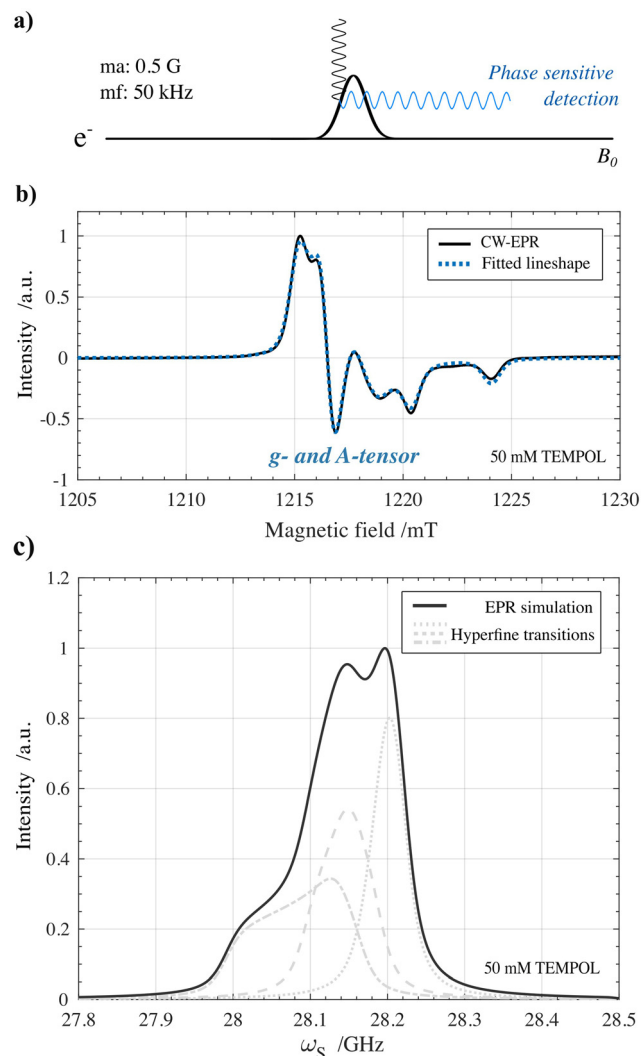 a)
ma: 0.5 G
mf: 50 kHz
Phase sensitive
detection
e-
B0
b)
1
0.5
0
-0.5
-1
Intensity /a.u.
CW-EPR
Fitted lineshape
g- and A-tensor
50 mM TEMPOL
1205
1210
1215
1220
1225
1230
Magnetic field /mT
c)
1.2
1
0.8
0.6
0.4
0.2
0
Intensity /a.u.
EPR simulation
Hyperfine transitions
50 mM TEMPOL
27.8
27.9
28
28.1
28.2
28.3
28.4
28.5
ωS /GHz